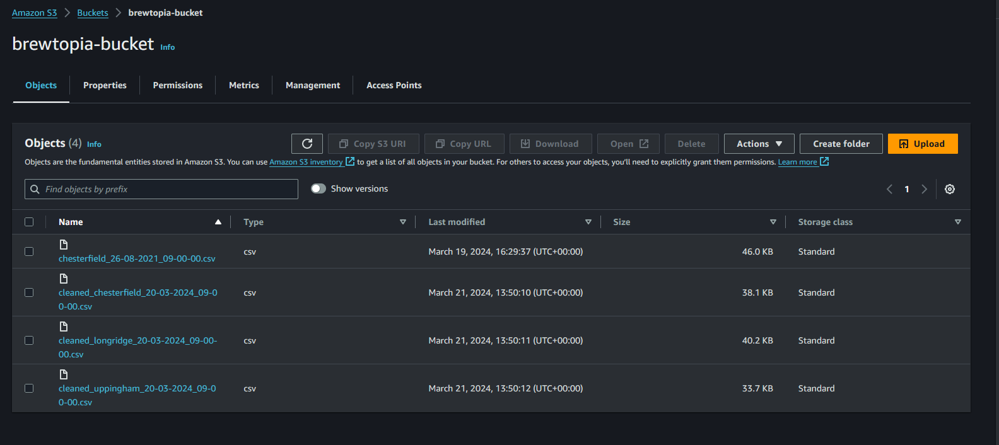 Amazon S3 > Buckets > brewtopia-bucket
brewtopia-bucket Info
Objects Properties Permissions Metrics Management Access Points
Objects (4) Info Copy S3 URI Copy URL Download Open Delete Actions Create folder Upload
Objects are the fundamental entities stored in Amazon S3. You can use Amazon S3 inventory to get a list of all objects in your bucket. For others to access your objects, you'll need to explicitly grant them permissions. Learn more
Find objects by prefix Show versions 1
Name Type Last modified Size Storage class
chesterfield_26-08-2021_09-00-00.csv csv March 19, 2024, 16:29:37 (UTC+00:00) 46.0 KB Standard
cleaned_chesterfield_20-03-2024_09-0
0-00.csv csv March 21, 2024, 13:50:10 (UTC+00:00) 38.1 KB Standard
cleaned_longridge_20-03-2024_09-00-
00.csv csv March 21, 2024, 13:50:11 (UTC+00:00) 40.2 KB Standard
cleaned_uppingham_20-03-2024_09-0
0-00.csv csv March 21, 2024, 13:50:12 (UTC+00:00) 33.7 KB Standard